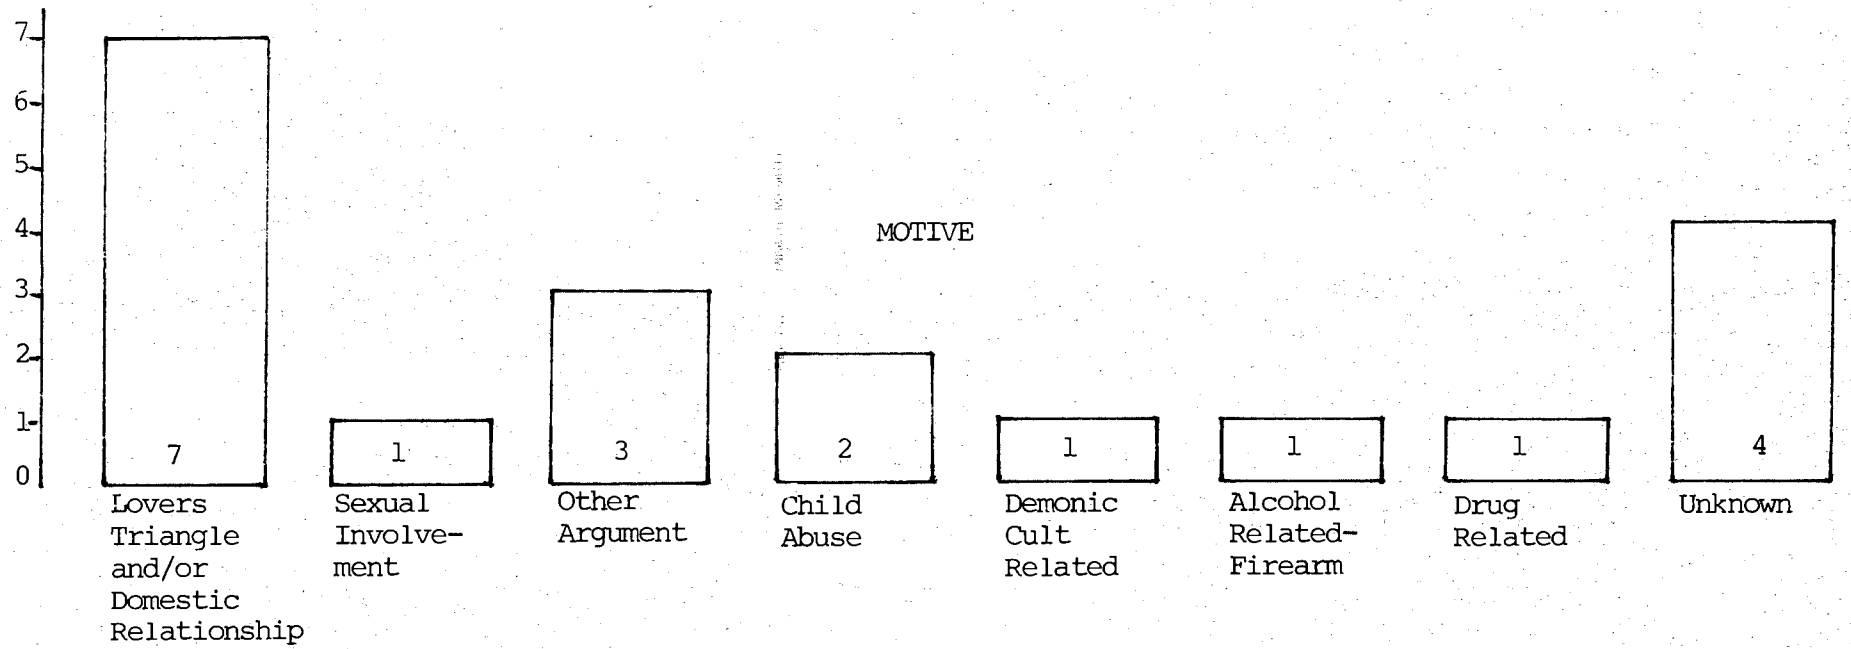 7
6
5
4
3
2
1
0
MOTIVE
7
1
3
2
1
1
1
4
Lovers
Triangle
and/or
Domestic
Relationship
Sexual
Involve-
ment
Other
Argument
Child
Abuse
Demonic
Cult
Related
Alcohol
Related-
Firearm
Drug
Related
Unknown